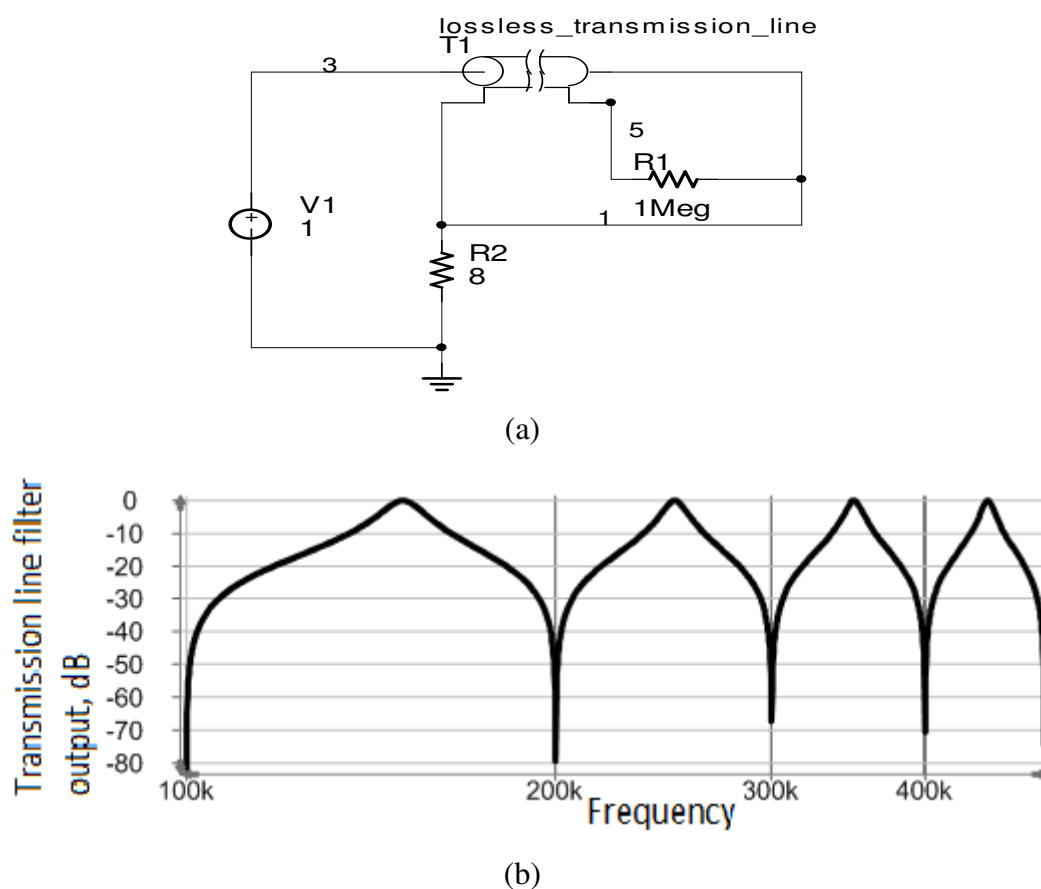 lossless_transmission_line
T1
3
5
R1
1Meg
V1
1
1
R2
8
(a)
Transmission line filter
output, dB
0
-10
-20
-30
-40
-50
-60
-70
-80
100k
200k
300k
400k
Frequency
(b)